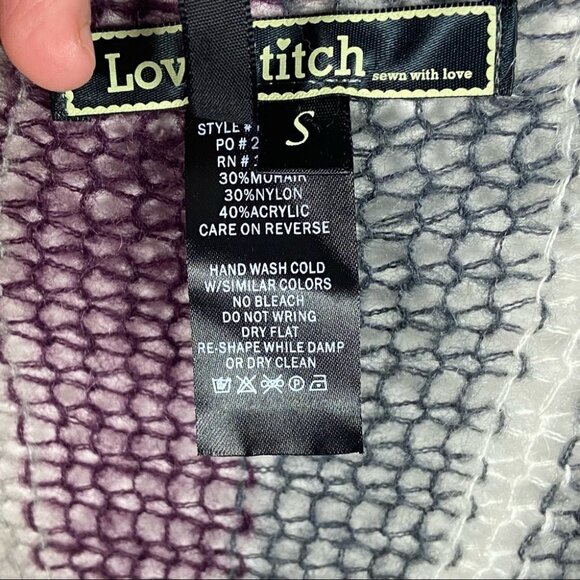 Lov titch
sewn with love
S
STYLE #
PO # 2
RN #
30%MOHAIR
30%NYLON
40%ACRYLIC
CARE ON REVERSE
HAND WASH COLD
W/SIMILAR COLORS
NO BLEACH
DO NOT WRING
DRY FLAT
RE-SHAPE WHILE DAMP
OR DRY CLEAN